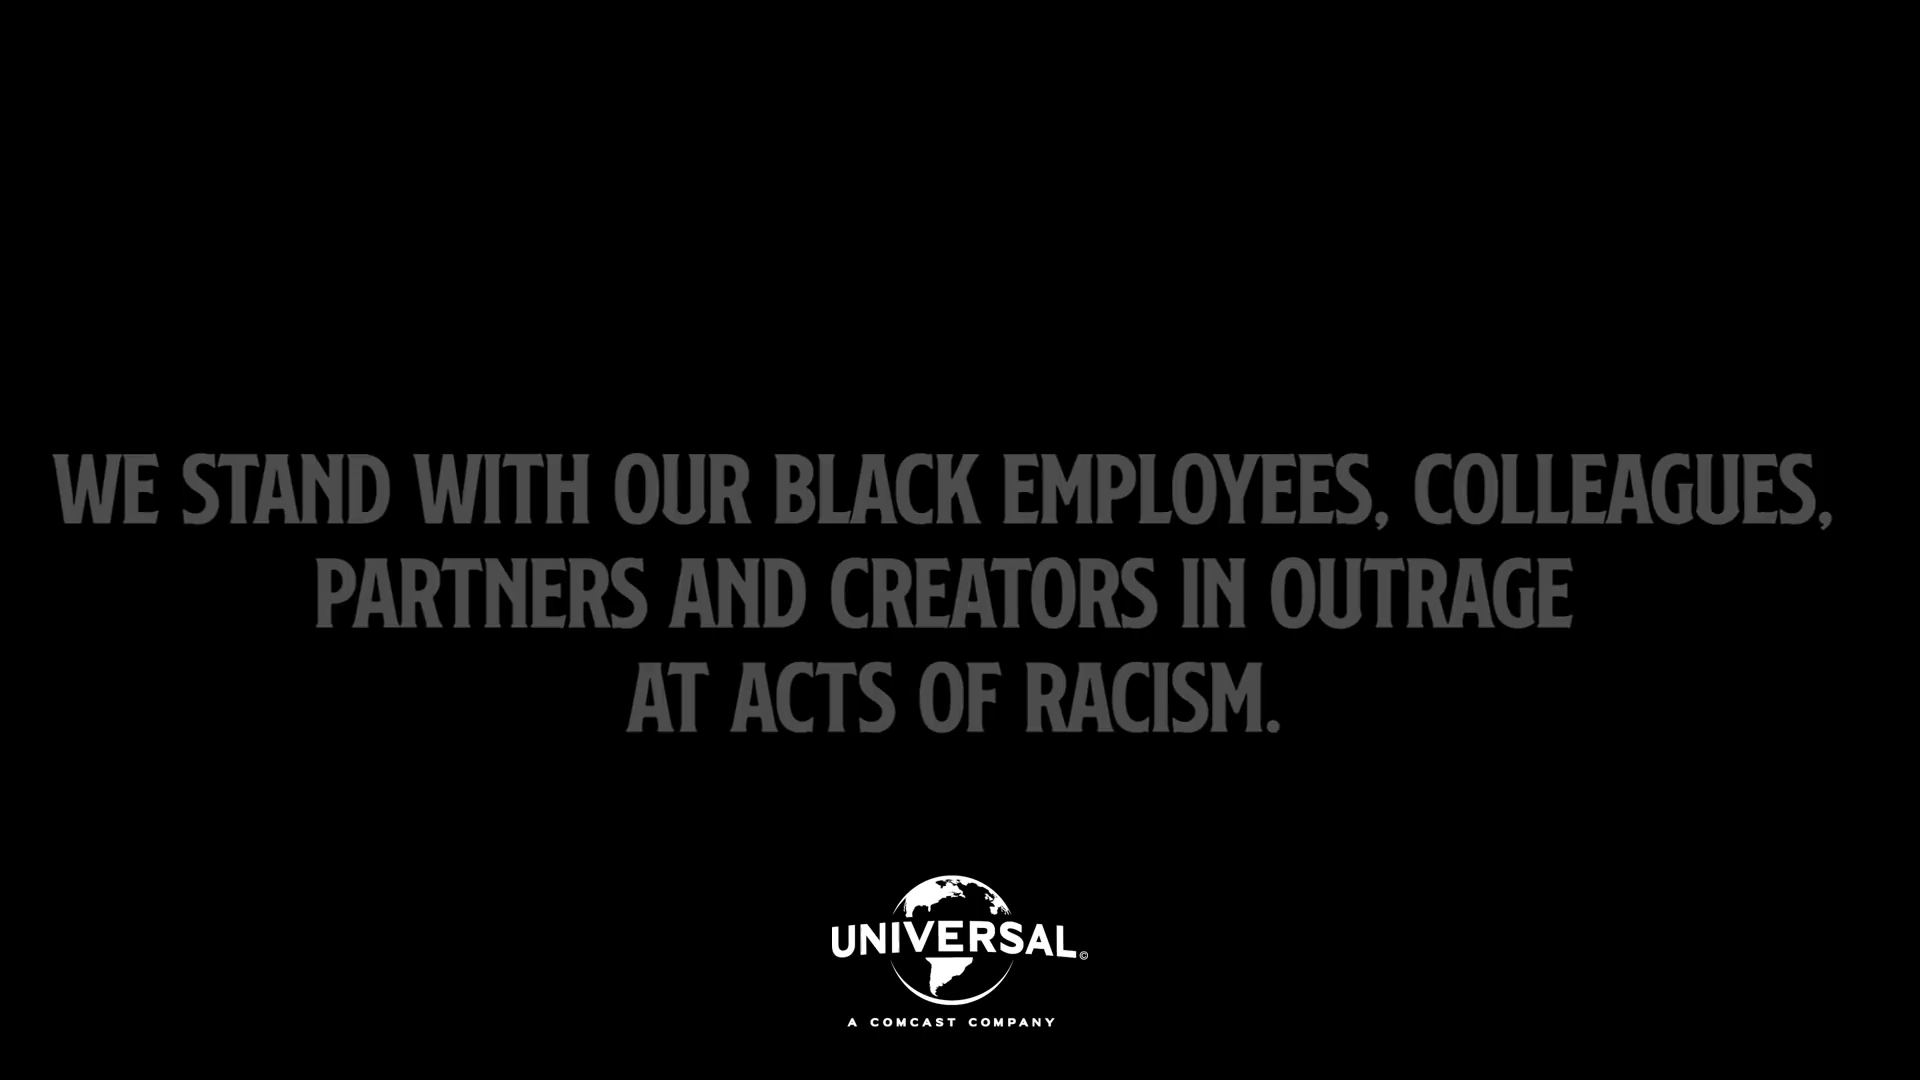 WE STAND WITH OUR BLACK EMPLOYEES, COLLEAGUES,
PARTNERS AND CREATORS IN OUTRAGE
AT ACTS OF RACISM.
UNIVERSAL©
A COMCAST COMPANY